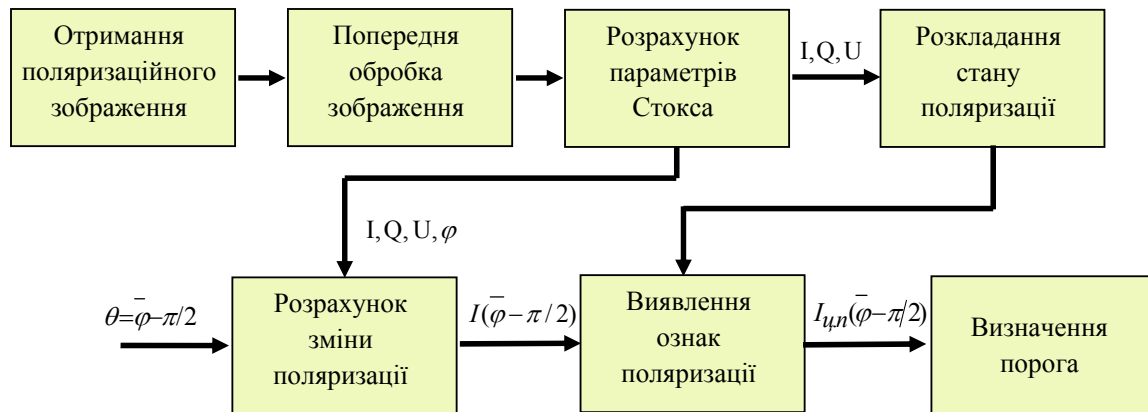 Отримання
поляризаційного
зображення
Попередня
обробка
зображення
Розрахунок
параметрів
Стокса
I, Q, U
Розкладання
стану
поляризації
I, Q, U, φ
θ=φ̅−π/2
Розрахунок
зміни
поляризації
I(φ̅−π/2)
Виявлення
ознак
поляризації
I_{ц,п}(φ̅−π/2)
Визначення
порога